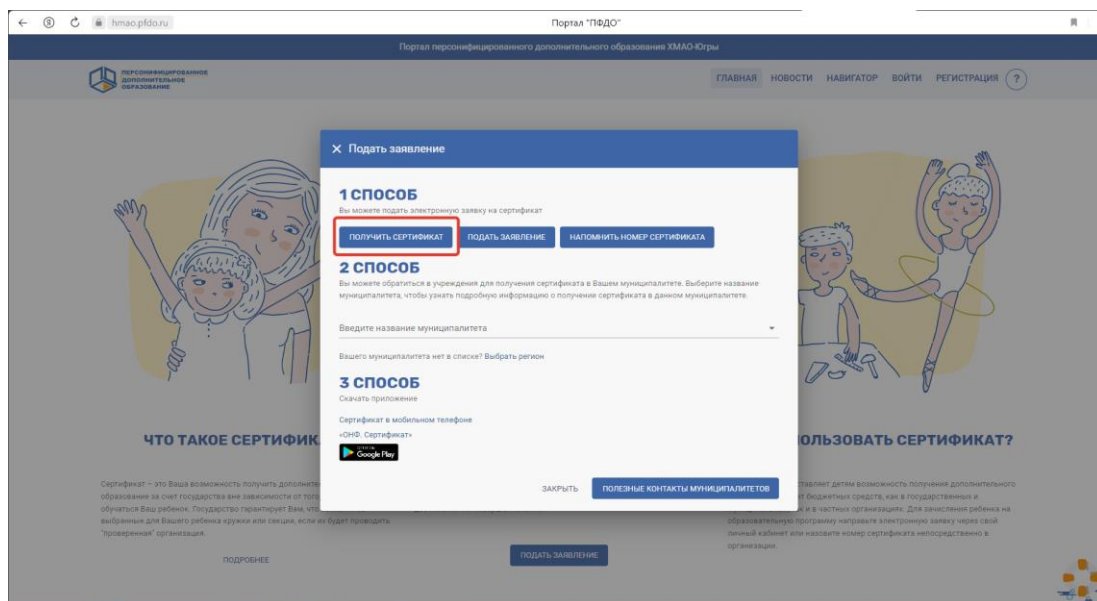 hmao.pfdo.ru
Портал "ПФДО"
Портал персонифицированного дополнительного образования ХМАО-Югры
ПЕРСОНИФИЦИРОВАННОЕ
ДОПОЛНИТЕЛЬНОЕ
ОБРАЗОВАНИЕ
ГЛАВНАЯ НОВОСТИ НАВИГАТОР ВОЙТИ РЕГИСТРАЦИЯ ?
Подать заявление
1 СПОСОБ
Вы можете подать электронную заявку на сертификат
ПОЛУЧИТЬ СЕРТИФИКАТ ПОДАТЬ ЗАЯВЛЕНИЕ НАПОМНИТЬ НОМЕР СЕРТИФИКАТА
2 СПОСОБ
Вы можете обратиться в учреждения для получения сертификата в Вашем муниципалитете. Выберите название
муниципалитета, чтобы узнать подробную информацию о получении сертификата в данном муниципалитете.
Введите название муниципалитета
Вашего муниципалитета нет в списке? Выбрать регион
3 СПОСОБ
Скачать приложение
Сертификат в мобильном телефоне
«ОНФ. Сертификат»
Google Play
ЗАКРЫТЬ ПОЛЕЗНЫЕ КОНТАКТЫ МУНИЦИПАЛИТЕТОВ
ЧТО ТАКОЕ СЕРТИФИК
Сертификат – это Ваша возможность получить дополните
образование за счет государства вне зависимости от того
обучаться Ваш ребенок. Государство гарантирует Вам, что
выбранные для Вашего ребенка кружки или секции, если их будет проводить
"проверенная" организация.
ПОДРОБНЕЕ
ПОДАТЬ ЗАЯВЛЕНИЕ
ОЛЬЗОВАТЬ СЕРТИФИКАТ?
ставляет детям возможность получения дополнительного
ет бюджетных средств, как в государственных и
к и в частных организациях. Для зачисления ребенка на
образовательную программу направьте электронную заявку через свой
личный кабинет или назовите номер сертификата непосредственно в
организации.